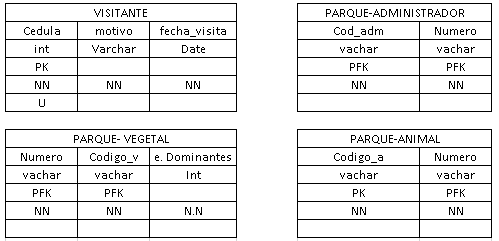 VISITANTE
Cedula motivo fecha_visita
int Varchar Date
PK
NN NN NN
U
PARQUE-ADMINISTRADOR
Cod_adm Numero
vachar vachar
PFK PFK
NN NN
PARQUE- VEGETAL
Numero Codigo_v e. Dominantes
vachar vachar Int
PFK PFK
NN NN N.N
PARQUE-ANIMAL
Codigo_a Numero
vachar vachar
PK PFK
NN NN